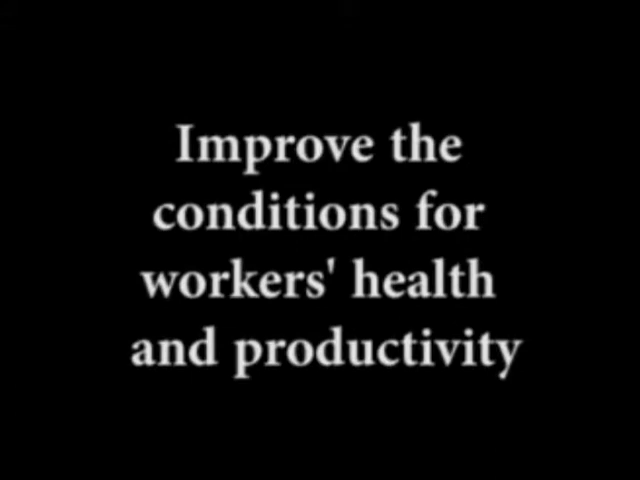 Improve the
conditions for
workers' health
and productivity